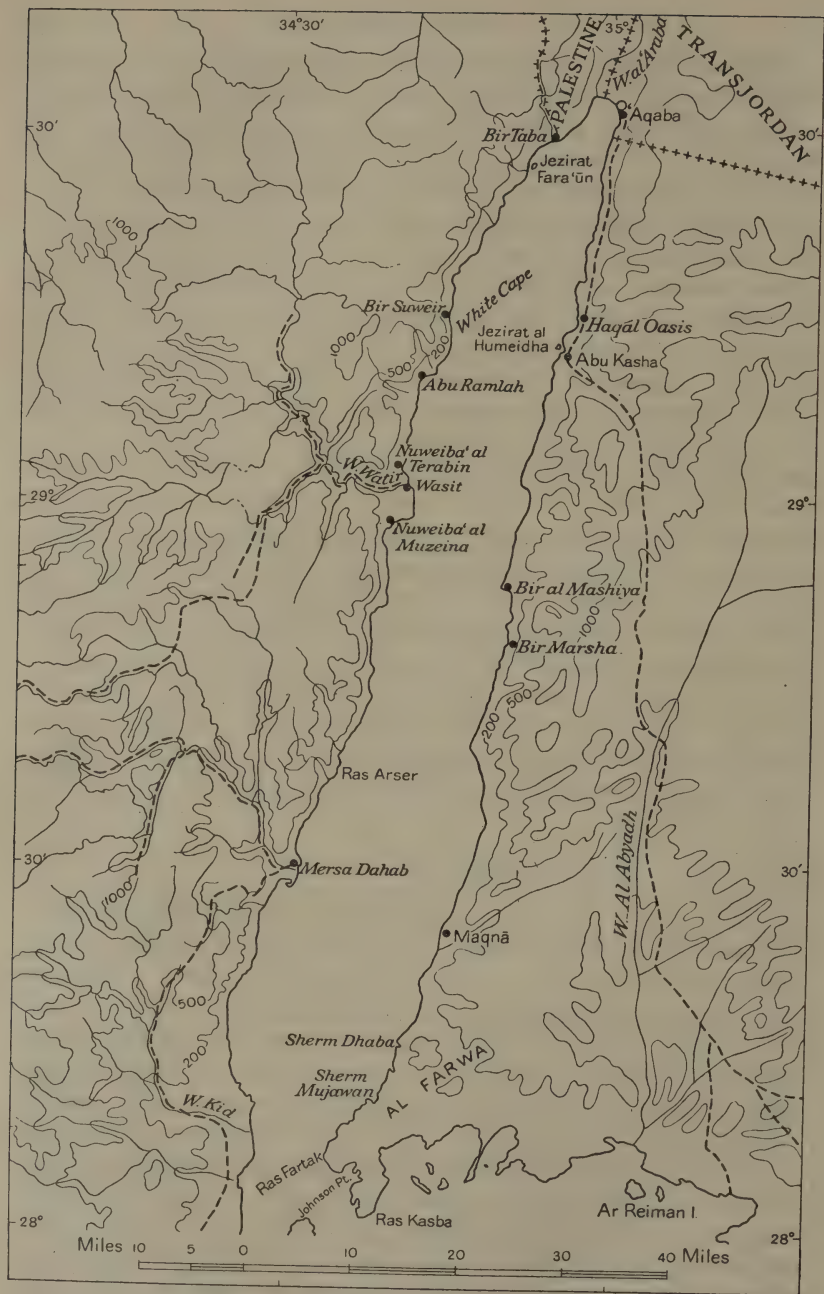 34°30'
35°
PALESTINE
W.al'Araba
TRANSJORDAN
30'
'Aqaba
30'
Bir Taba
Jezirat
Fara'ūn
1000
White Cape
Bir Suweir
Haqāl Oasis
1000
Jezirat al
Humeidha
200
500
Abu Kasha
Abu Ramlah
Nuweiba' al
Terabin
W. Watir
Wasit
29°
29°
Nuweiba' al
Muzeina
Bir al Mashiya
1000
Bir Marsha
200
500
Ras Arser
30'
Mersa Dahab
30'
1000
W. Al Abyadh
Maqnā
500
200
Sherm Dhaba
AL FARWA
Sherm
Mujawan
W. Kid
Ras Fartak
Johnson Pt.
Ras Kasba
Ar Reiman I.
28°
28°
Miles 10 5 0 10 20 30 40 Miles
34°30'
35°